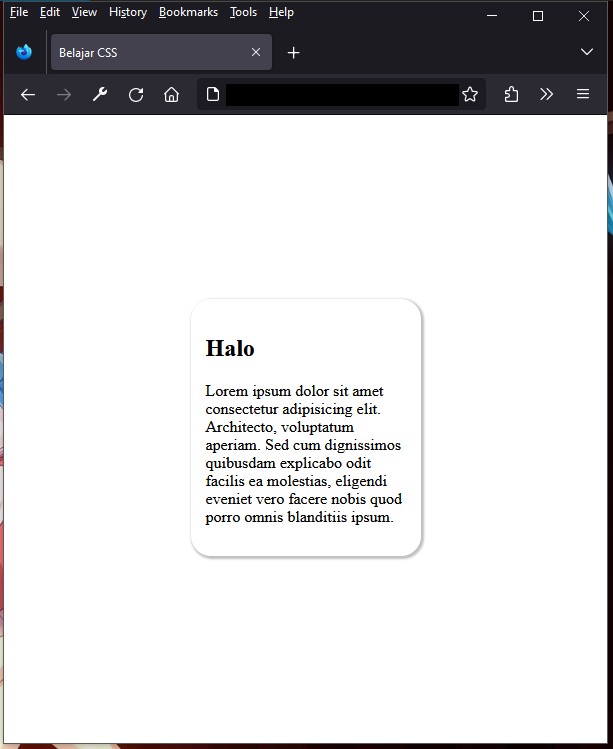 File Edit View History Bookmarks Tools Help
Belajar CSS
Halo
Lorem ipsum dolor sit amet
consectetur adipisicing elit.
Architecto, voluptatum
aperiam. Sed cum dignissimos
quibusdam explicabo odit
facilis ea molestias, eligendi
eveniet vero facere nobis quod
porro omnis blanditiis ipsum.